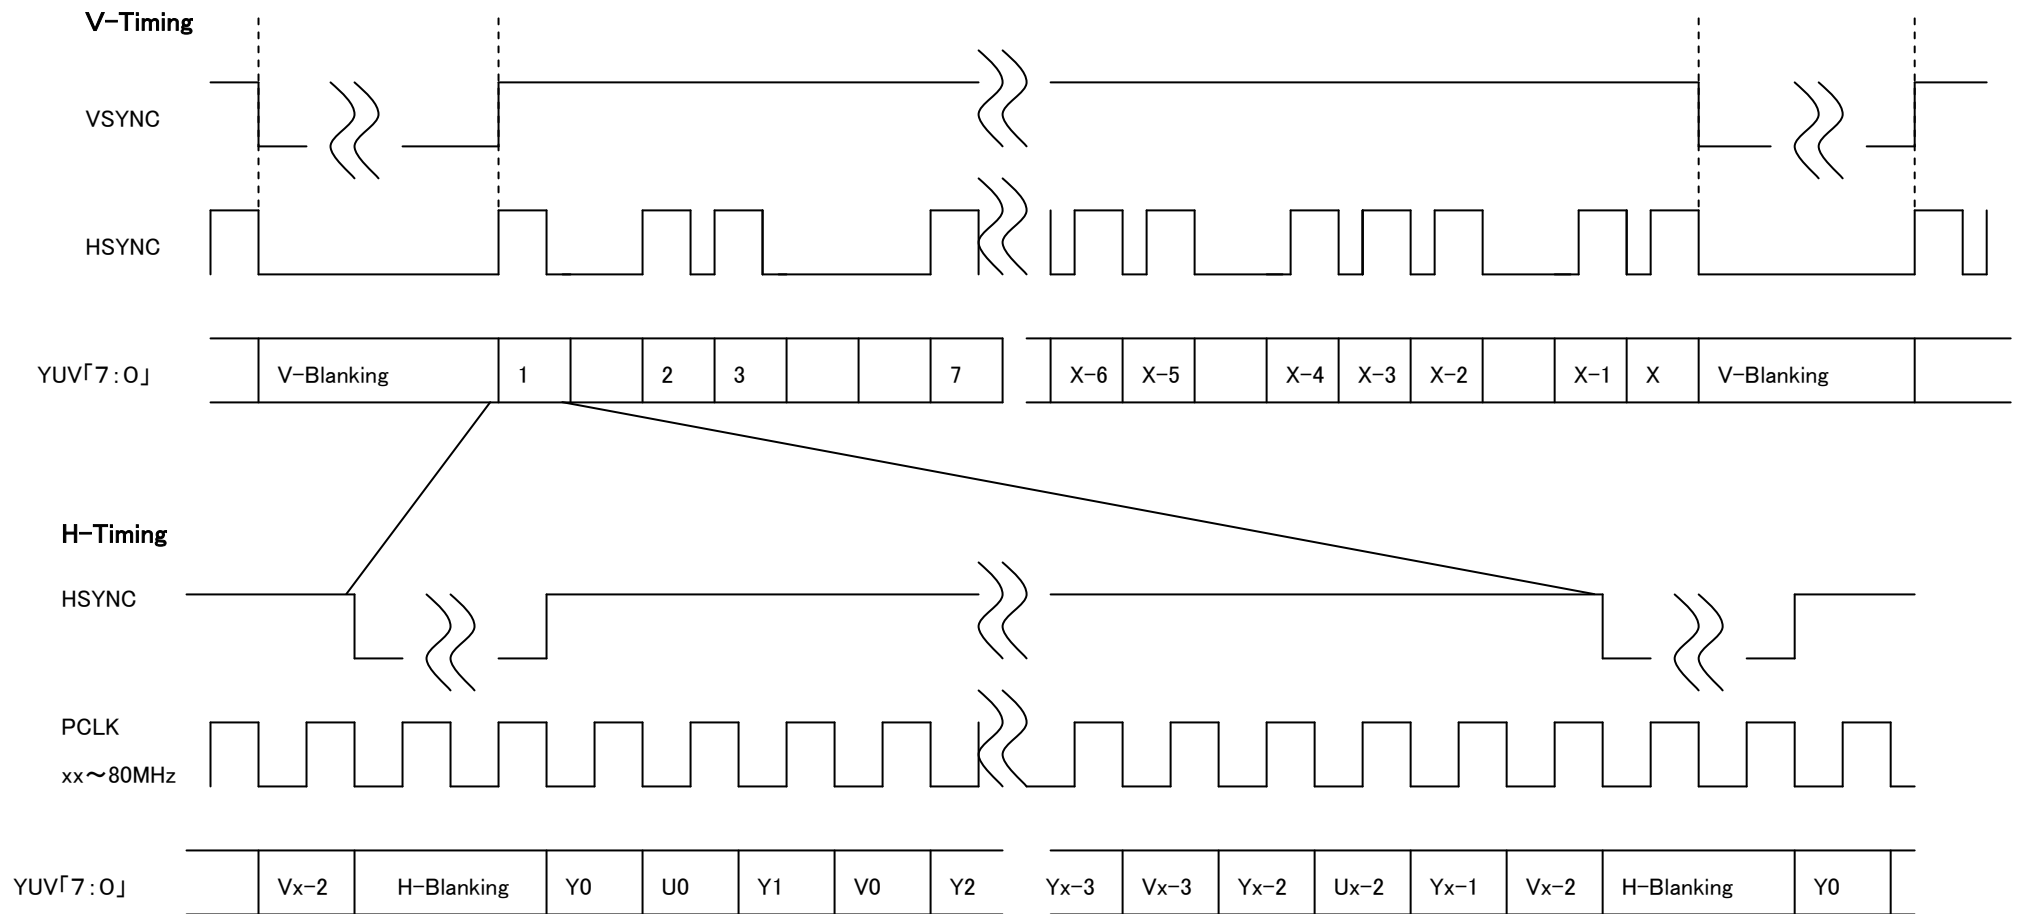 V-Timing
VSYNC
HSYNC
YUV「7:0」 V-Blanking 1 2 3 7 X-6 X-5 X-4 X-3 X-2 X-1 X V-Blanking
H-Timing
HSYNC
PCLK
xx～80MHz
YUV「7:0」 Vx-2 H-Blanking Y0 U0 Y1 V0 Y2 Yx-3 Vx-3 Yx-2 Ux-2 Yx-1 Vx-2 H-Blanking Y0